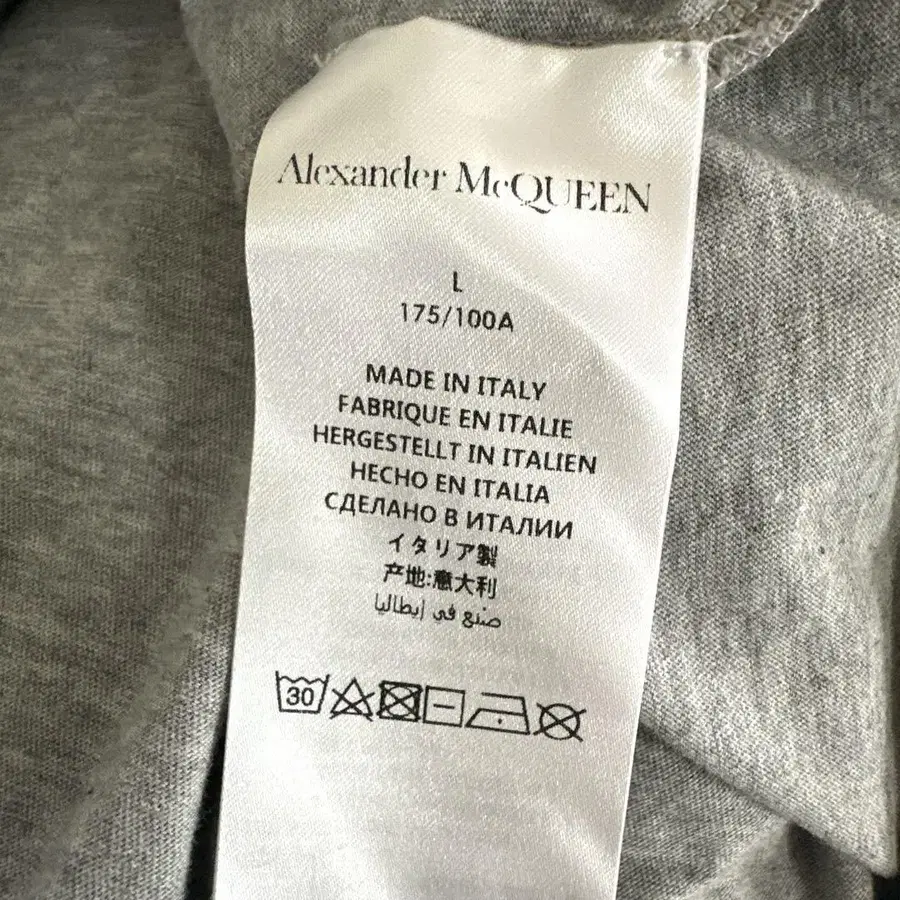 Alexander McQUEEN
L
175/100A
MADE IN ITALY
FABRIQUE EN ITALIE
HERGESTELLT IN ITALIEN
HECHO EN ITALIA
СДЕЛАНО В ИТАЛИИ
イタリア製
产地:意大利
صنع في إيطاليا
30